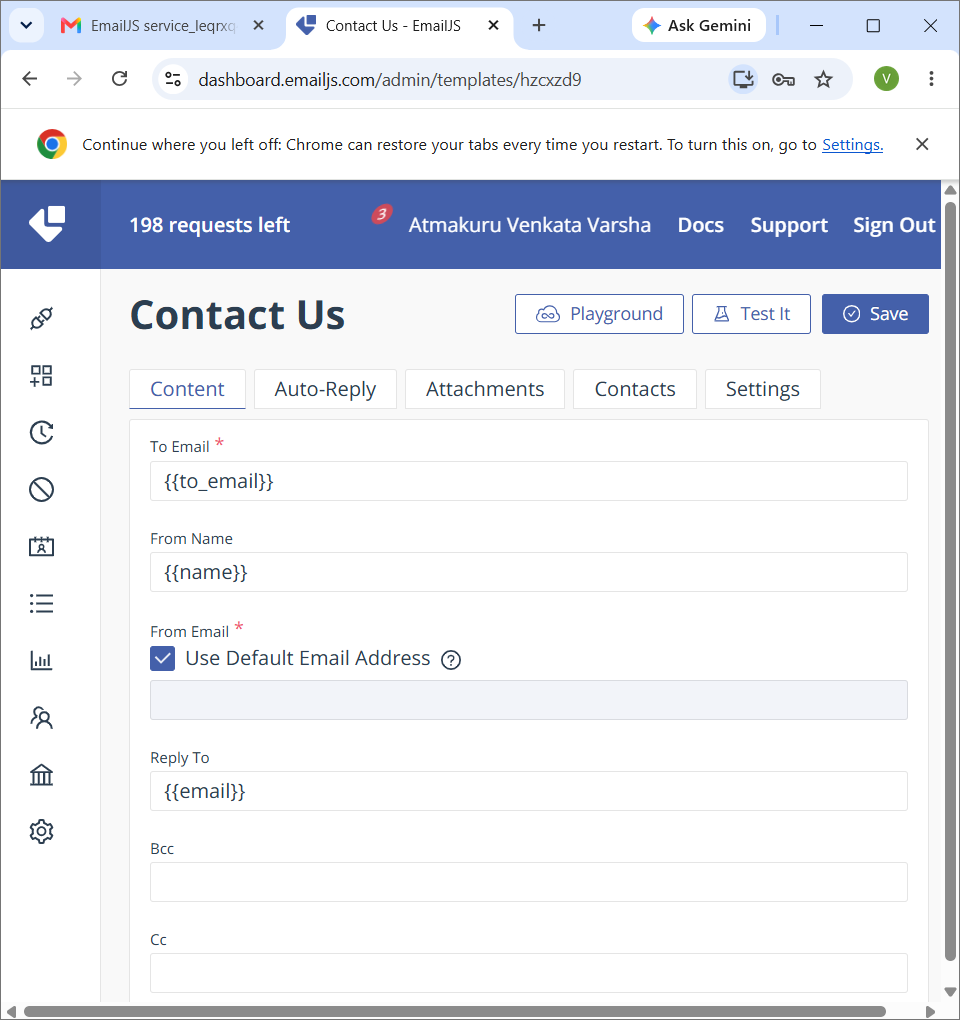 EmailJS service_leqrxq
Contact Us - EmailJS
Ask Gemini
dashboard.emailjs.com/admin/templates/hzcxzd9
V
Continue where you left off: Chrome can restore your tabs every time you restart. To turn this on, go to Settings.
198 requests left
3
Atmakuru Venkata Varsha
Docs
Support
Sign Out
Contact Us
Playground
Test It
Save
Content
Auto-Reply
Attachments
Contacts
Settings
To Email *
{{to_email}}
From Name
{{name}}
From Email *
Use Default Email Address ?
Reply To
{{email}}
Bcc
Cc